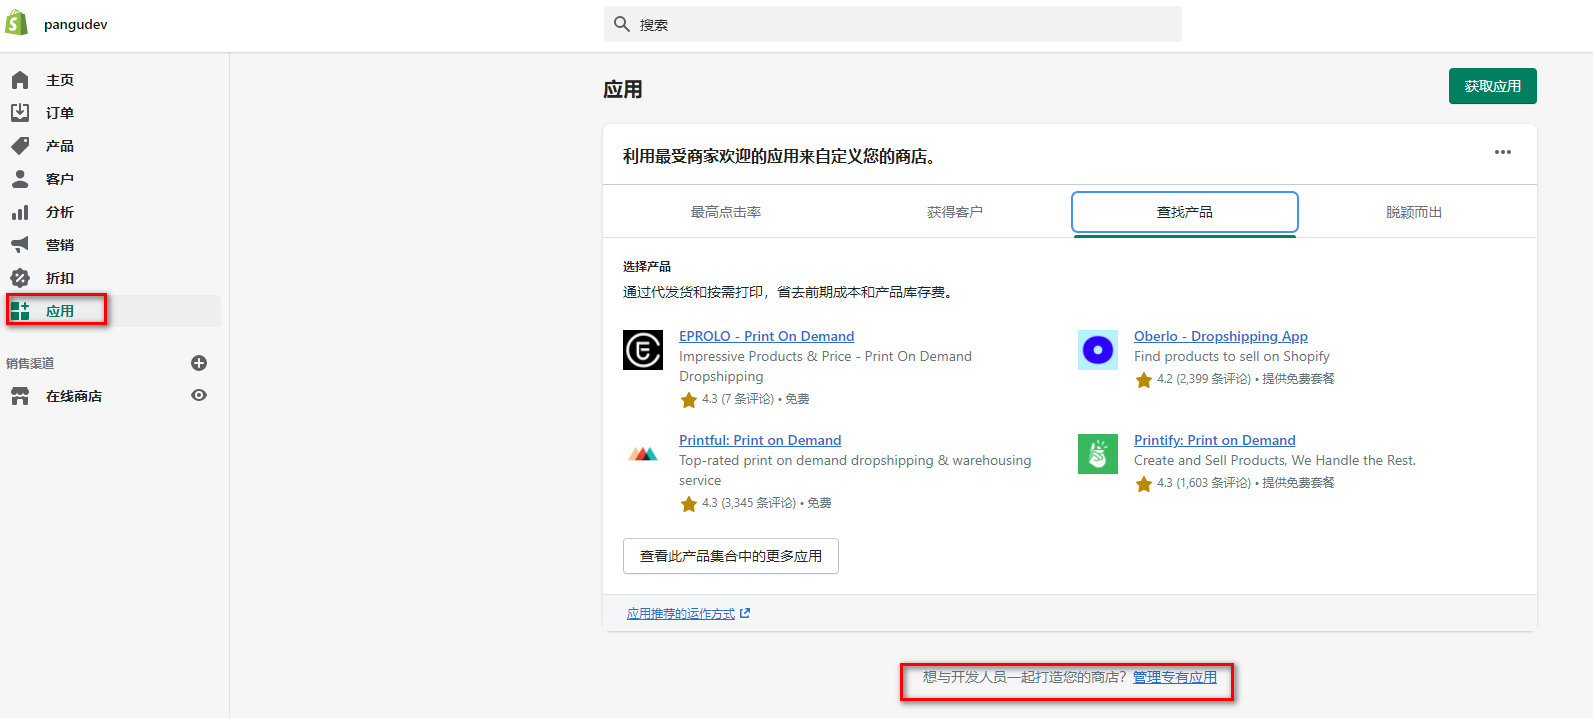 pangudev
搜索
主页
订单
产品
客户
分析
营销
折扣
应用
销售渠道
在线商店
应用
获取应用
利用最受商家欢迎的应用来自定义您的商店。
最高点击率
获得客户
查找产品
脱颖而出
选择产品
通过代发货和按需打印，省去前期成本和产品库存费。
EPROLO - Print On Demand
Impressive Products & Price - Print On Demand
Dropshipping
4.3 (7 条评论) • 免费
Oberlo - Dropshipping App
Find products to sell on Shopify
4.2 (2,399 条评论) • 提供免费套餐
Printful: Print on Demand
Top-rated print on demand dropshipping & warehousing
service
4.3 (3,345 条评论) • 免费
Printify: Print on Demand
Create and Sell Products, We Handle the Rest.
4.3 (1,603 条评论) • 提供免费套餐
查看此产品集合中的更多应用
应用推荐的运作方式
想与开发人员一起打造您的商店？管理专有应用